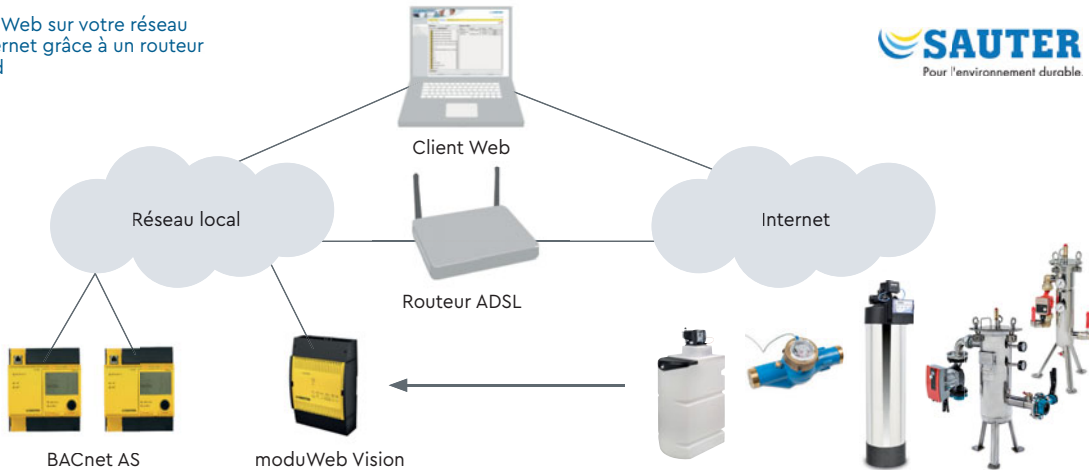 Web sur votre réseau
ernet grâce à un routeur
d
SAUTER
Pour l'environnement durable.
Client Web
Réseau local
Internet
Routeur ADSL
BACnet AS
moduWeb Vision